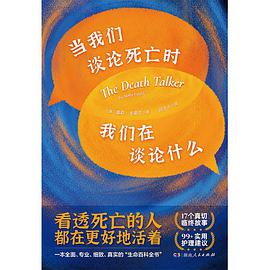 当我们
谈论死亡时
The Death Talker
我们在
谈论什么
看透死亡的人
都在更好地活着
一本全面、专业、细致、真实的“生命百科全书”
17个真切
临终故事
99+实用
护理建议
湖南人民出版社